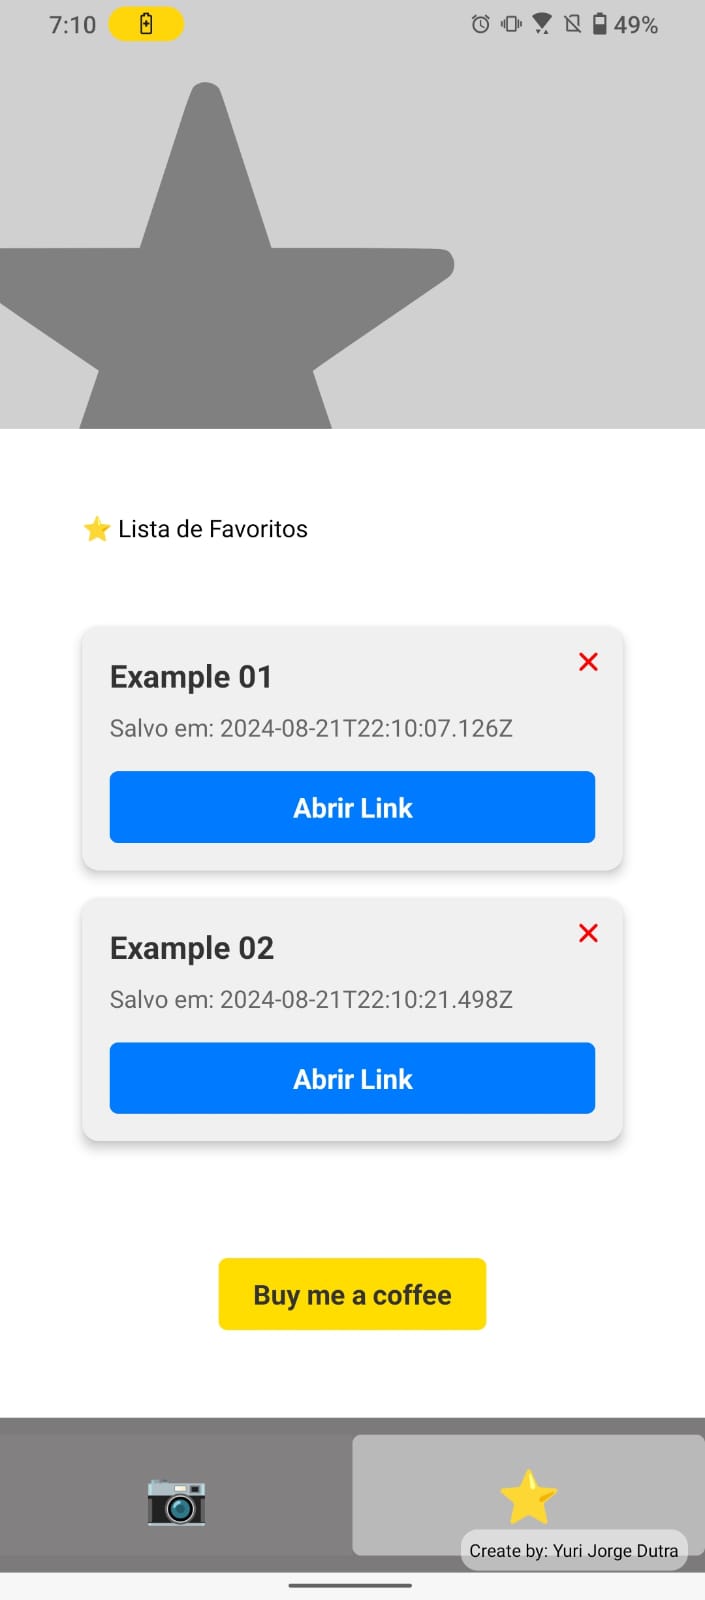 7:10
49%
Lista de Favoritos
Example 01
Salvo em: 2024-08-21T22:10:07.126Z
Abrir Link
Example 02
Salvo em: 2024-08-21T22:10:21.498Z
Abrir Link
Buy me a coffee
Create by: Yuri Jorge Dutra